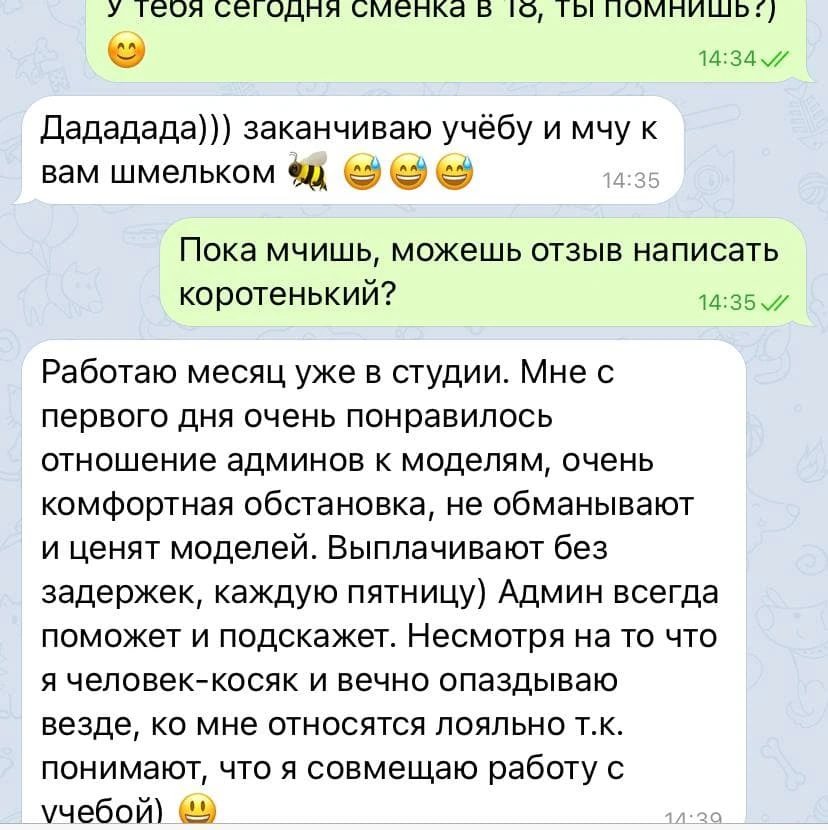 У тебя сегодня сменка в 18, ты помнишь?)
😊
14:34
Дадададa))) заканчиваю учёбу и мчу к
вам шмельком 🐝 😅😅😅
14:35
Пока мчишь, можешь отзыв написать
коротенький?
14:35
Работаю месяц уже в студии. Мне с
первого дня очень понравилось
отношение админов к моделям, очень
комфортная обстановка, не обманывают
и ценят моделей. Выплачивают без
задержек, каждую пятницу) Админ всегда
поможет и подскажет. Несмотря на то что
я человек-косяк и вечно опаздываю
везде, ко мне относятся лояльно т.к.
понимают, что я совмещаю работу с
учебой) 😃
14:39